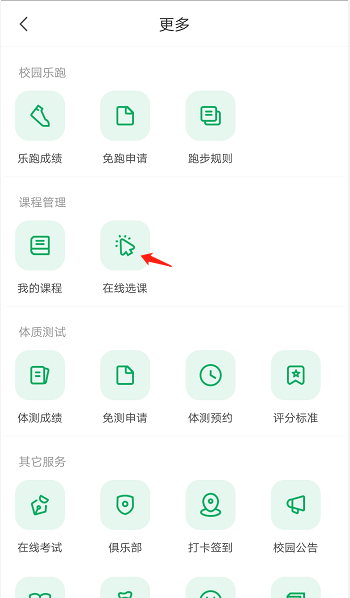 更多
校园乐跑
乐跑成绩 免跑申请 跑步规则
课程管理
我的课程 在线选课
体质测试
体测成绩 免测申请 体测预约 评分标准
其它服务
在线考试 俱乐部 打卡签到 校园公告